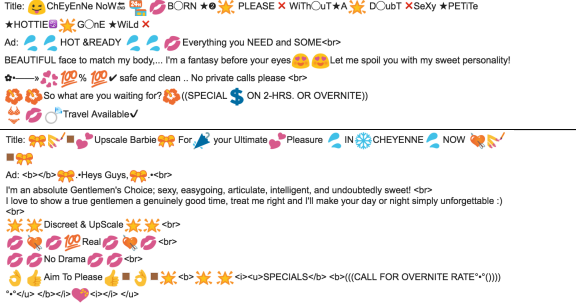 Title: 😆ChEyEnNe NoW🔚 🏪💋B◯RN ★❷🌟 PLEASE ❌ WiTh◯uT★A🌟 D◯ubT ❌SeXy ★PETiTe
★HOTTIE☯️🌟G◯nE ★WiLd ❌
Ad: 💦💦HOT &READY 💦💦💋Everything you NEED and SOME<br>
BEAUTIFUL face to match my body,... I'm a fantasy before your eyes😍😍Let me spoil you with my sweet personality!
✿•——»💞💯% 💯✔ safe and clean .. No private calls please <br>
🌺🌺So what are you waiting for?🌺((SPECIAL💲ON 2-HRS. OR OVERNITE))
👙💋💍Travel Available✔
Title: 🎀💅◾💕Upscale Barbie🎀For🎉your Ultimate💕Pleasure 💦IN❄️CHEYENNE💦NOW 💘💅
◾🎀
Ad: <b></b>🎀.•Heys Guys,🎀.•<br>
I'm an absolute Gentlemen's Choice; sexy, easygoing, articulate, intelligent, and undoubtedly sweet! <br>
I love to show a true gentlemen a genuinely good time, treat me right and I'll make your day or night simply unforgettable :)
<br>
🌟🌟Discreet & UpScale🌟🌟<br>
💋💘💯Real💋💘💋<br>
💋💋No Drama💋💋<br>
👌👍Aim To Please👍◾👌◾🌟<b>🌟🌟<i><u>SPECIALS</b> <b>(((CALL FOR OVERNITE RATE°•°())))
°•°</u> </b></i>💖<i></i> </u>